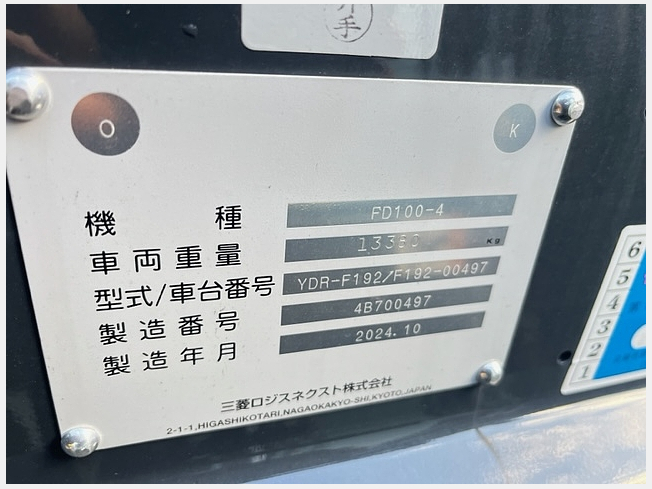 手
O
K
機種 FD100-4
車両重量 kg
型式/車台番号 YDR-F192/F192-00497
製造番号 4B700497
製造年月 2024.10
三菱ロジスネクスト株式会社
2-1-1,HIGASHIKOTARI,NAGAOKAKYO-SHI,KYOTO,JAPAN
6
5
4
3
2
1